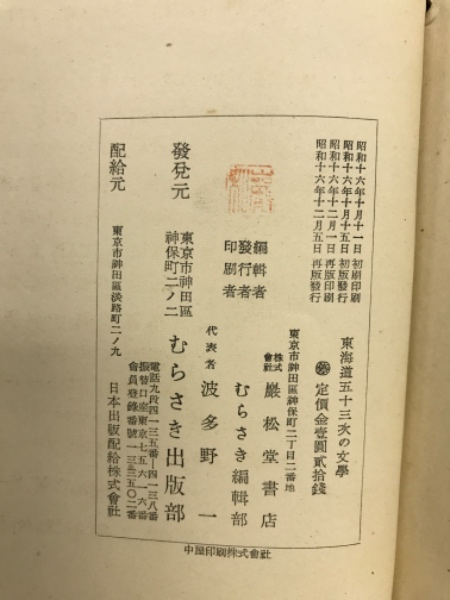 昭和十六年十月十一日 初刷印刷
昭和十六年十月十五日 初版發行
昭和十六年十二月一日 再版印刷
昭和十六年十二月五日 再版發行
東海道五十三次の文學
定價金壹圓貳拾錢
編輯者
發行者
印刷者
東京市神田區神保町二丁目二番地
株式會社 巖松堂書店
むらさき編輯部
代表者 波多野一
發兌元
東京市神田區
神保町二ノ二
むらさき出版部
電話九段四一三五番・四一三八番
振替口座東京七五六一六番
會員登錄番號一三三五〇二番
配給元
東京市神田區淡路町二ノ九
日本出版配給株式會社
中屋印刷株式會社